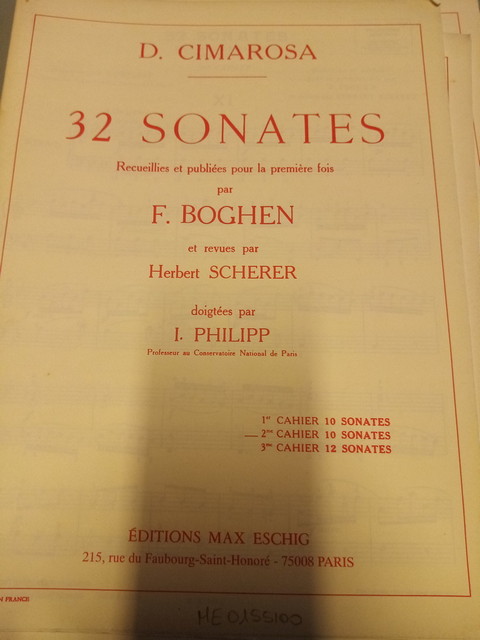 D. CIMAROSA
32 SONATES
Recueillies et publiées pour la première fois
par
F. BOGHEN
et revues par
Herbert SCHERER
doigtées par
I. PHILIPP
Professeur au Conservatoire National de Paris
1er CAHIER 10 SONATES
2me CAHIER 10 SONATES
3me CAHIER 12 SONATES
ÉDITIONS MAX ESCHIG
215, rue du Faubourg-Saint-Honoré - 75008 PARIS
FRANCE
ME 0155100